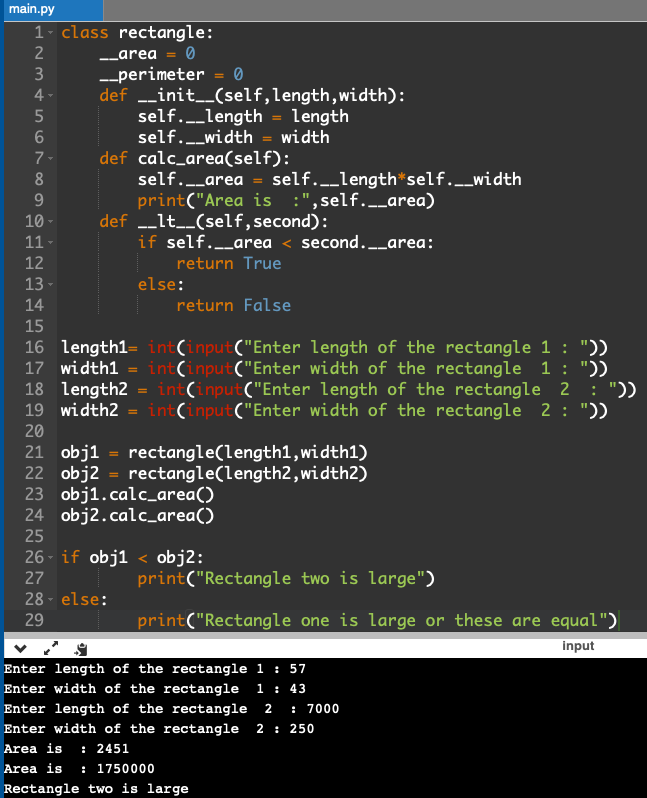 main.py
1 class rectangle:
2     __area = 0
3     __perimeter = 0
4     def __init__(self,length,width):
5         self.__length = length
6         self.__width = width
7     def calc_area(self):
8         self.__area = self.__length*self.__width
9         print("Area is  :",self.__area)
10     def __lt__(self,second):
11         if self.__area < second.__area:
12             return True
13         else:
14             return False
15
16 length1= int(input("Enter length of the rectangle 1 : "))
17 width1 = int(input("Enter width of the rectangle  1 : "))
18 length2 = int(input("Enter length of the rectangle  2  : "))
19 width2 = int(input("Enter width of the rectangle  2 : "))
20
21 obj1 = rectangle(length1,width1)
22 obj2 = rectangle(length2,width2)
23 obj1.calc_area()
24 obj2.calc_area()
25
26 if obj1 < obj2:
27         print("Rectangle two is large")
28 else:
29         print("Rectangle one is large or these are equal")
input
Enter length of the rectangle 1 : 57
Enter width of the rectangle  1 : 43
Enter length of the rectangle  2  : 7000
Enter width of the rectangle  2 : 250
Area is  : 2451
Area is  : 1750000
Rectangle two is large